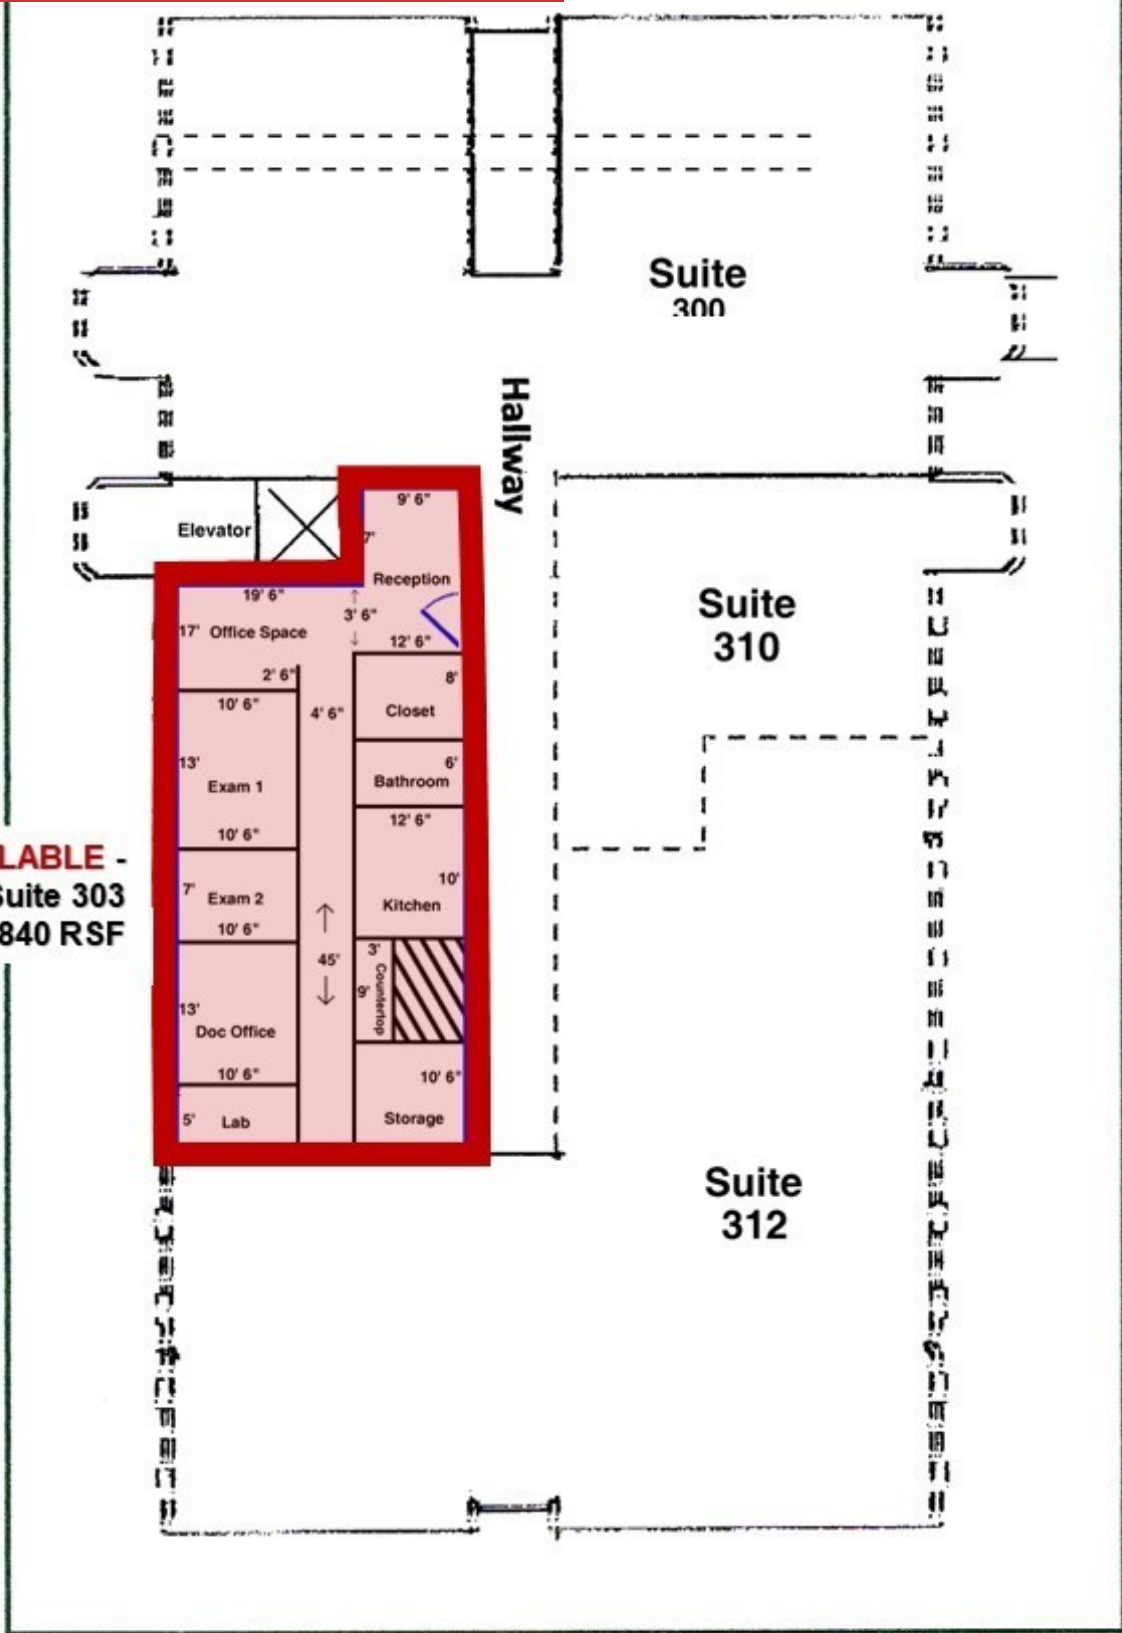 Suite
300
Hallway
Elevator
9' 6"
7'
Reception
19' 6"
3' 6"
17'
Office Space
12' 6"
2' 6"
8'
10' 6"
4' 6"
Closet
13'
6'
Exam 1
Bathroom
10' 6"
12' 6"
7'
Exam 2
10'
Kitchen
10' 6"
3'
45'
9'
Countertop
13'
Doc Office
10' 6"
10' 6"
5'
Lab
Storage
Suite
310
LABLE -
Suite 303
840 RSF
Suite
312